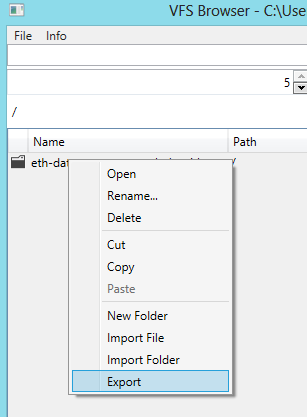 VFS Browser - C:\Use
File Info
5
/
Name Path
eth-dat /
Open
Rename...
Delete
Cut
Copy
Paste
New Folder
Import File
Import Folder
Export